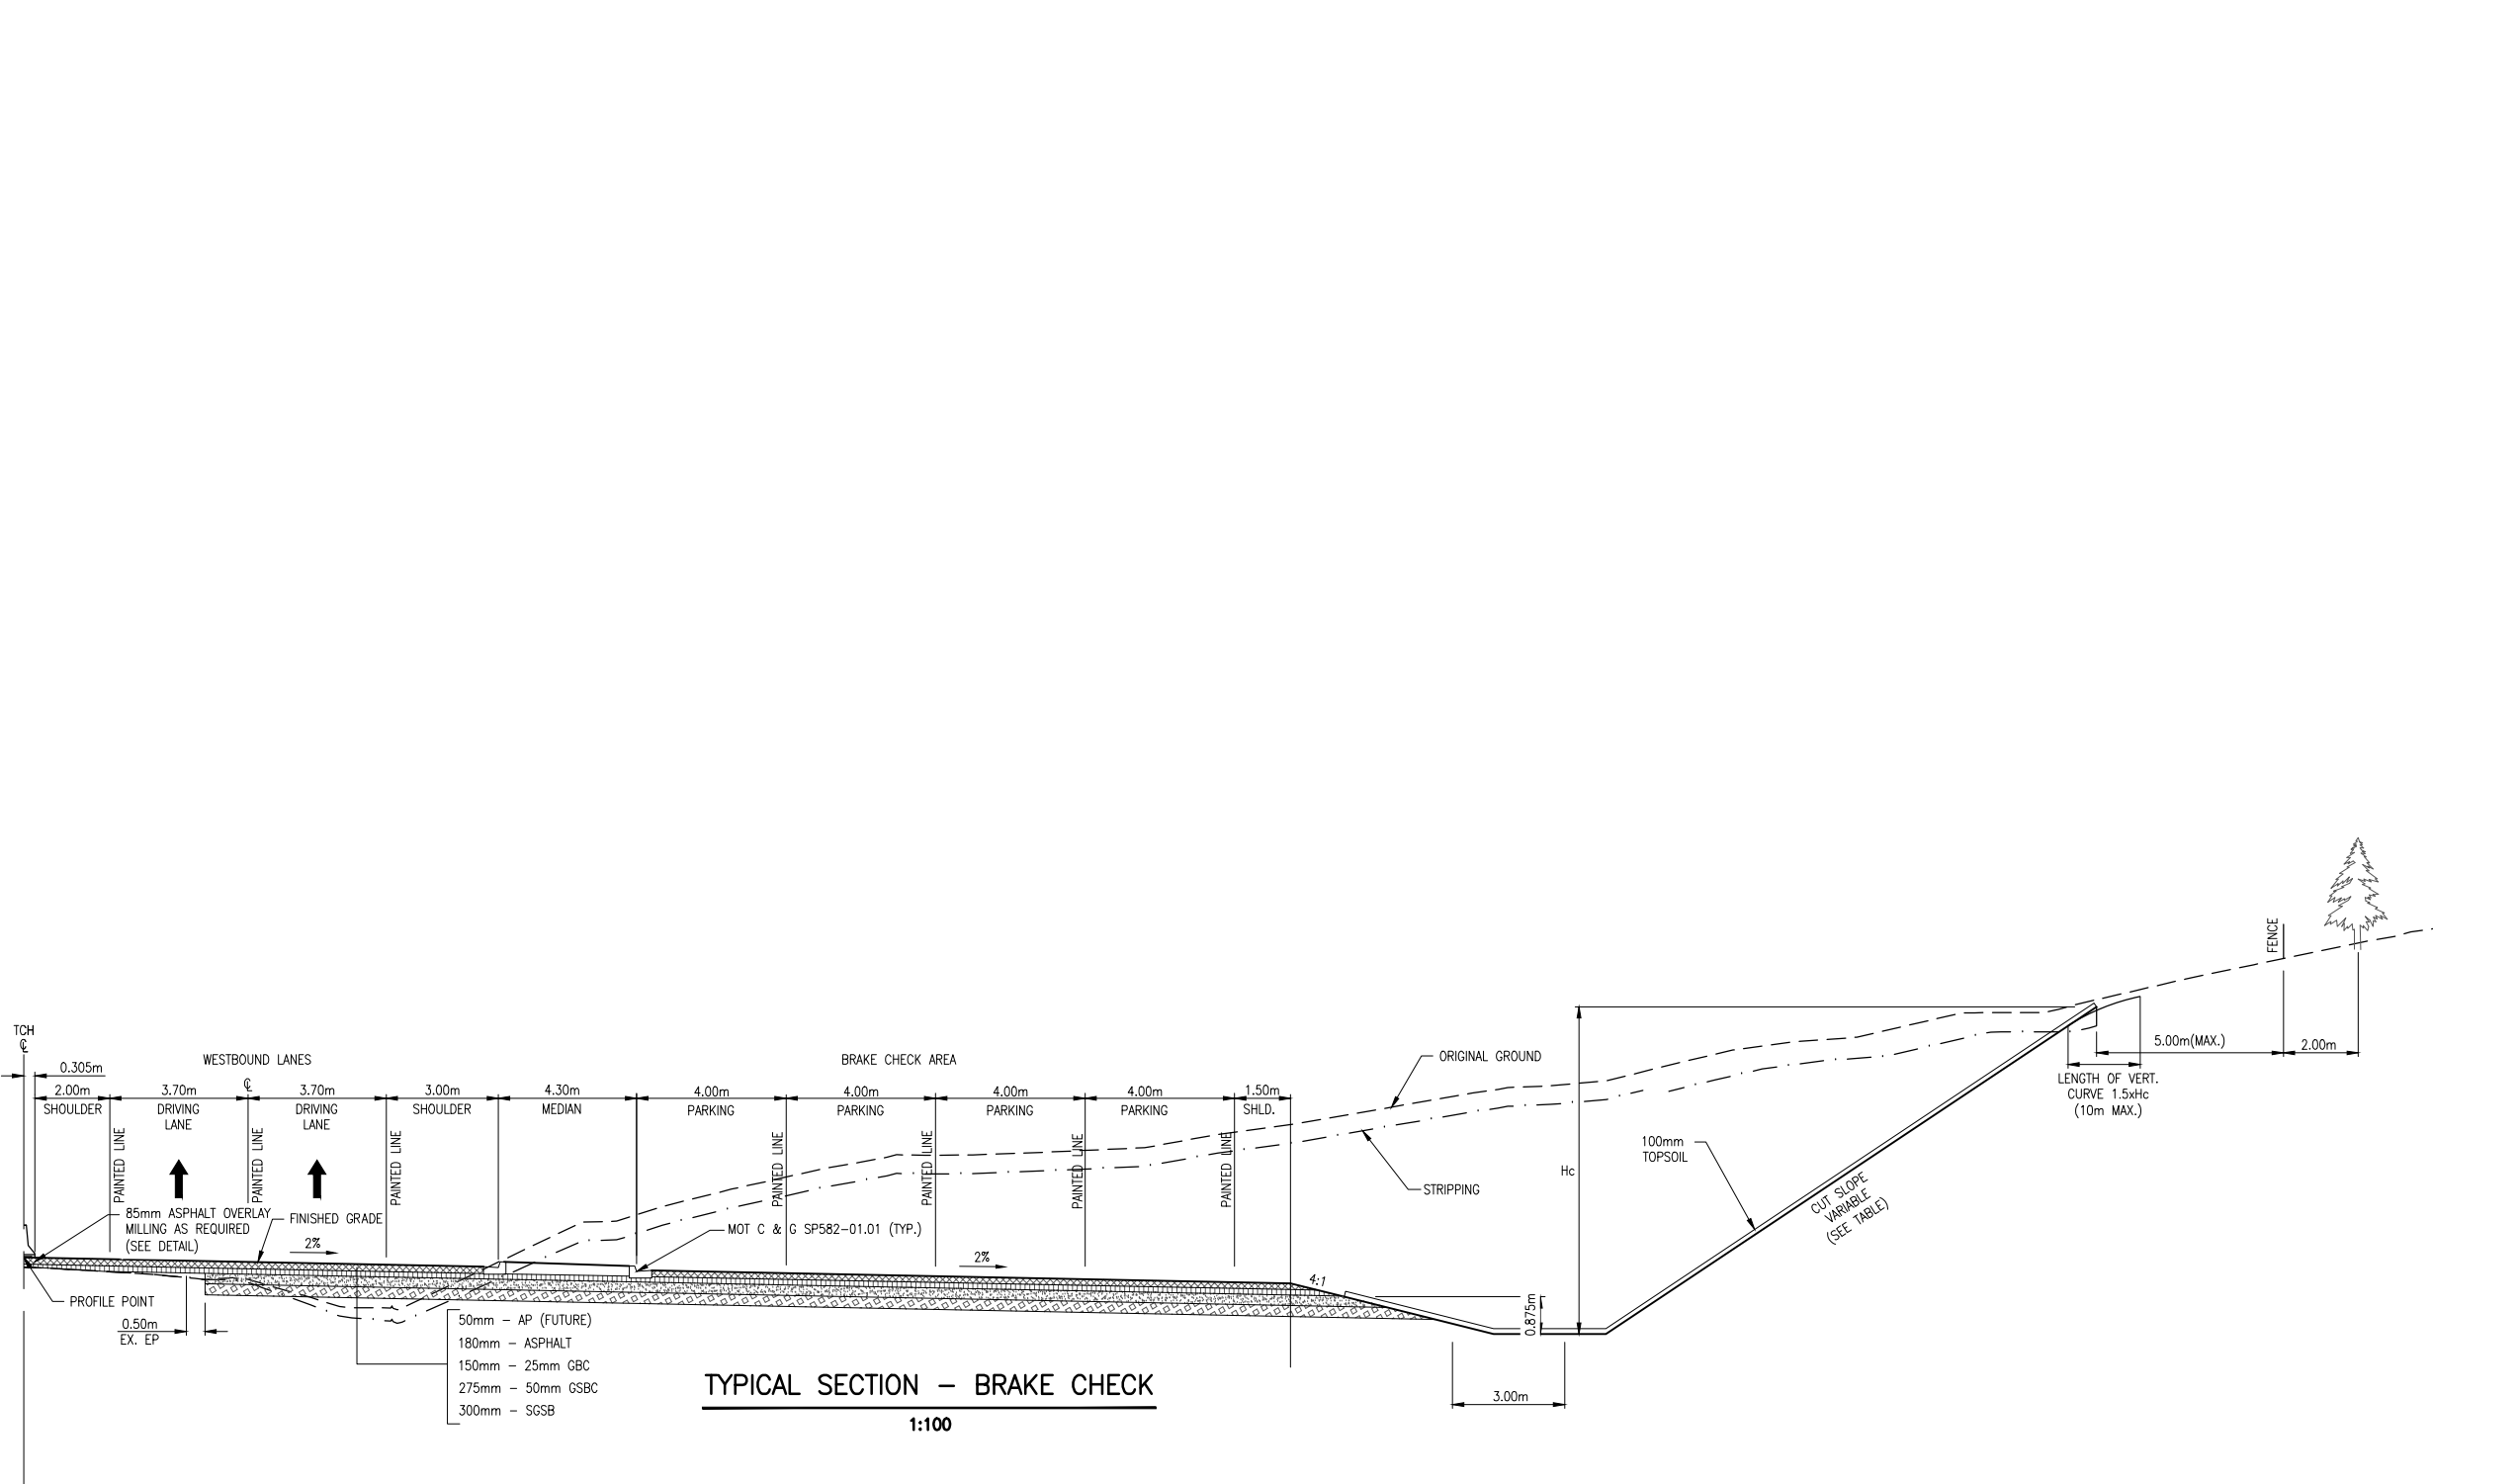 TCH
℄
0.305m
WESTBOUND LANES
℄
BRAKE CHECK AREA
2.00m
SHOULDER
3.70m
DRIVING
LANE
3.70m
DRIVING
LANE
3.00m
SHOULDER
4.30m
MEDIAN
4.00m
PARKING
4.00m
PARKING
4.00m
PARKING
4.00m
PARKING
1.50m
SHLD.
PAINTED LINE
PAINTED LINE
PAINTED LINE
PAINTED LINE
PAINTED LINE
PAINTED LINE
PAINTED LINE
85mm ASPHALT OVERLAY
MILLING AS REQUIRED
(SEE DETAIL)
FINISHED GRADE
2%
MOT C & G SP582-01.01 (TYP.)
2%
4:1
PROFILE POINT
0.50m
EX. EP
50mm - AP (FUTURE)
180mm - ASPHALT
150mm - 25mm GBC
275mm - 50mm GSBC
300mm - SGSB
ORIGINAL GROUND
STRIPPING
Hc
0.875m
3.00m
100mm
TOPSOIL
CUT SLOPE
VARIABLE
(SEE TABLE)
FENCE
5.00m(MAX.)
2.00m
LENGTH OF VERT.
CURVE 1.5xHc
(10m MAX.)
TYPICAL SECTION - BRAKE CHECK
1:100